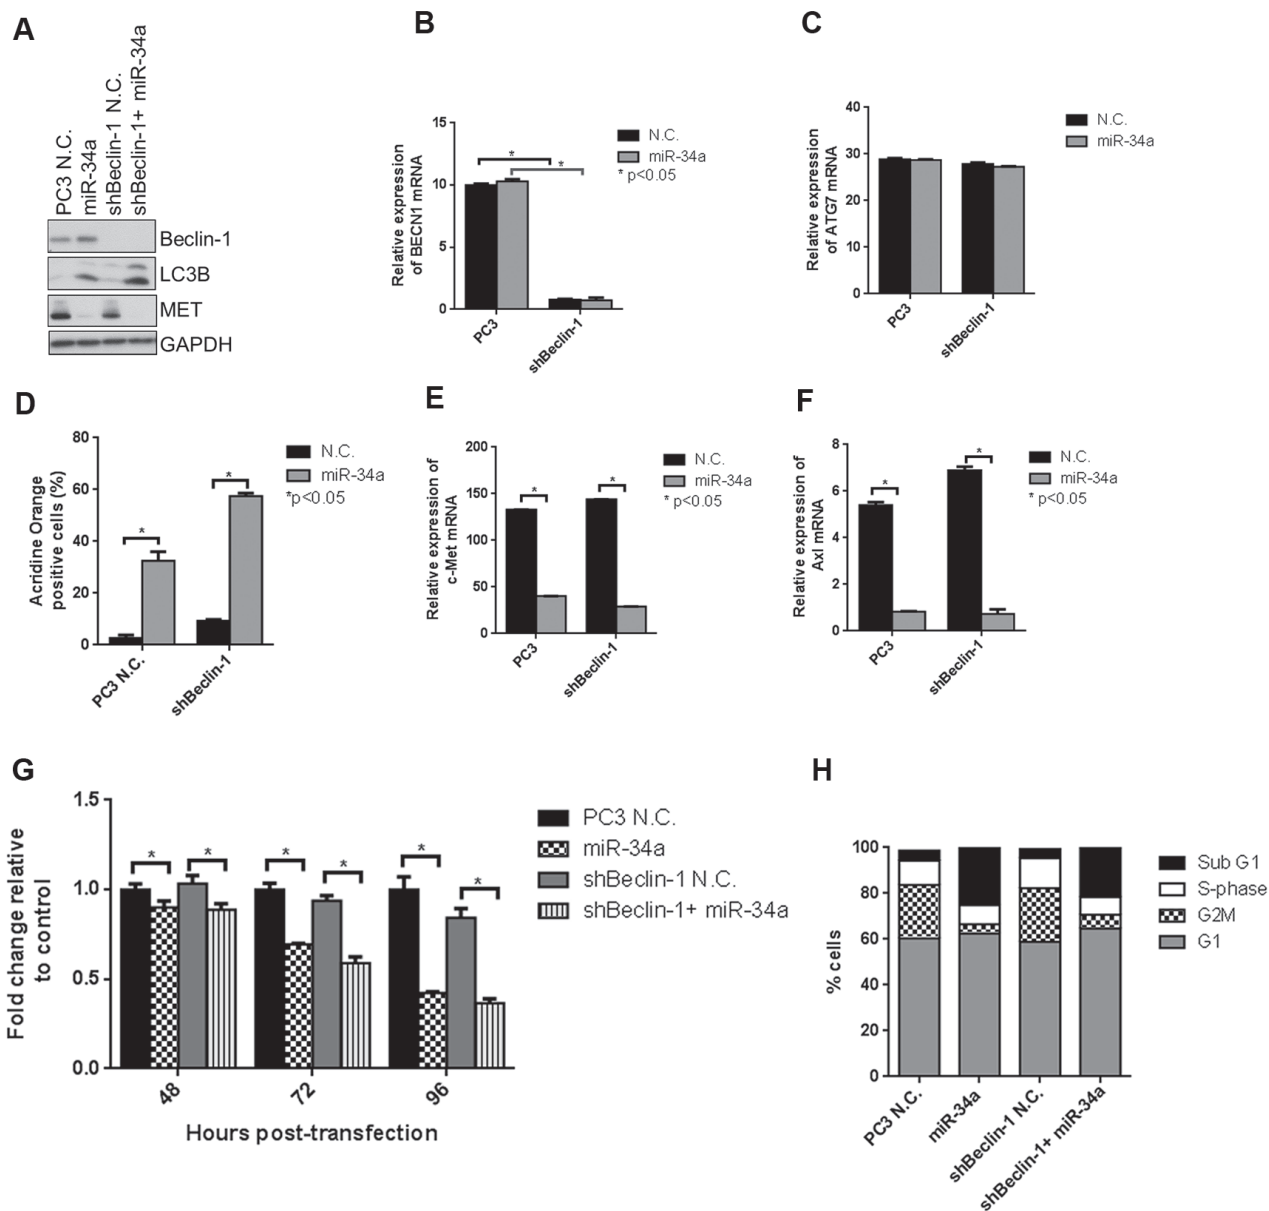 A
PC3 N.C.
miR-34a
shBeclin-1 N.C.
shBeclin-1+ miR-34a
Beclin-1
LC3B
MET
GAPDH
B
Relative expression
of BECN1 mRNA
15
10
5
0
*
*
PC3
shBeclin-1
N.C.
miR-34a
* p<0.05
C
Relative expression
of ATG7 mRNA
40
30
20
10
0
PC3
shBeclin-1
N.C.
miR-34a
D
Acridine Orange
positive cells (%)
80
60
40
20
0
*
*
PC3 N.C.
shBeclin-1
N.C.
miR-34a
*p<0.05
E
Relative expression of
c-Met mRNA
200
150
100
50
0
*
*
PC3
shBeclin-1
N.C.
miR-34a
* p<0.05
F
Relative expression of
Axl mRNA
8
6
4
2
0
*
*
PC3
shBeclin-1
N.C.
miR-34a
* p<0.05
G
Fold change relative
to control
1.5
1.0
0.5
0.0
*
*
*
*
*
*
48
72
96
Hours post-transfection
PC3 N.C.
miR-34a
shBeclin-1 N.C.
shBeclin-1+ miR-34a
H
% cells
100
80
60
40
20
0
PC3 N.C.
miR-34a
shBeclin-1 N.C.
shBeclin-1+ miR-34a
Sub G1
S-phase
G2M
G1